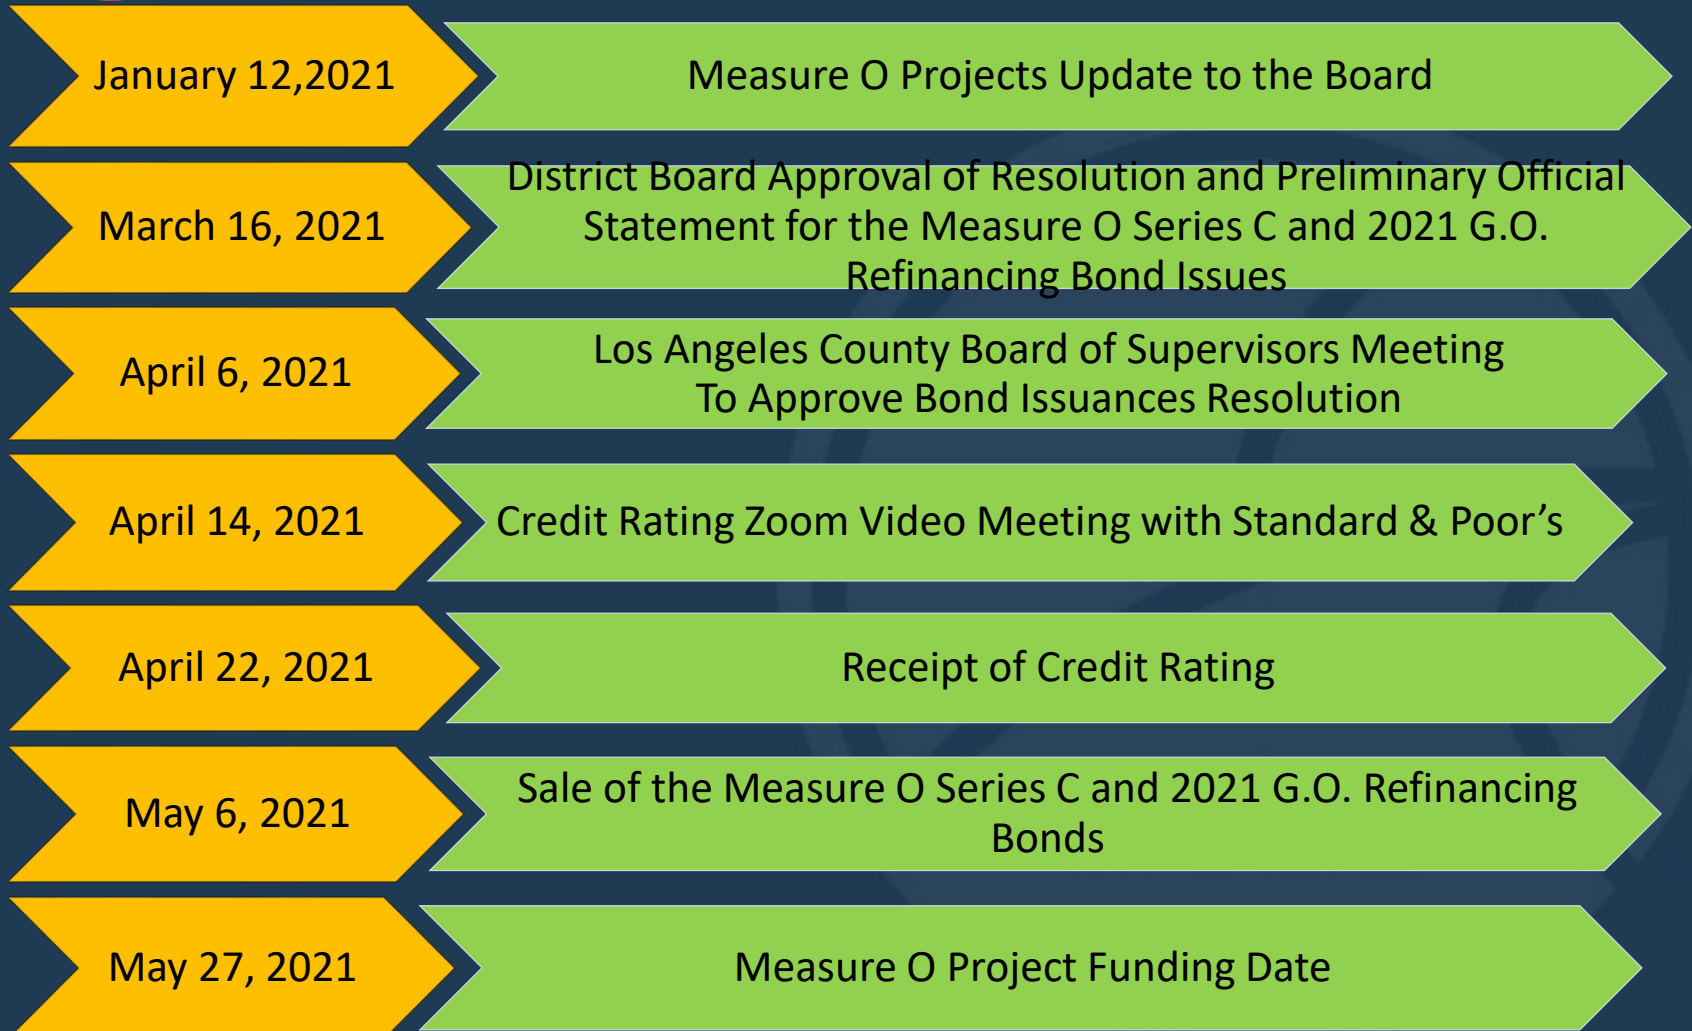 January 12,2021
Measure O Projects Update to the Board
March 16, 2021
District Board Approval of Resolution and Preliminary Official
Statement for the Measure O Series C and 2021 G.O.
Refinancing Bond Issues
April 6, 2021
Los Angeles County Board of Supervisors Meeting
To Approve Bond Issuances Resolution
April 14, 2021
Credit Rating Zoom Video Meeting with Standard & Poor’s
April 22, 2021
Receipt of Credit Rating
May 6, 2021
Sale of the Measure O Series C and 2021 G.O. Refinancing
Bonds
May 27, 2021
Measure O Project Funding Date